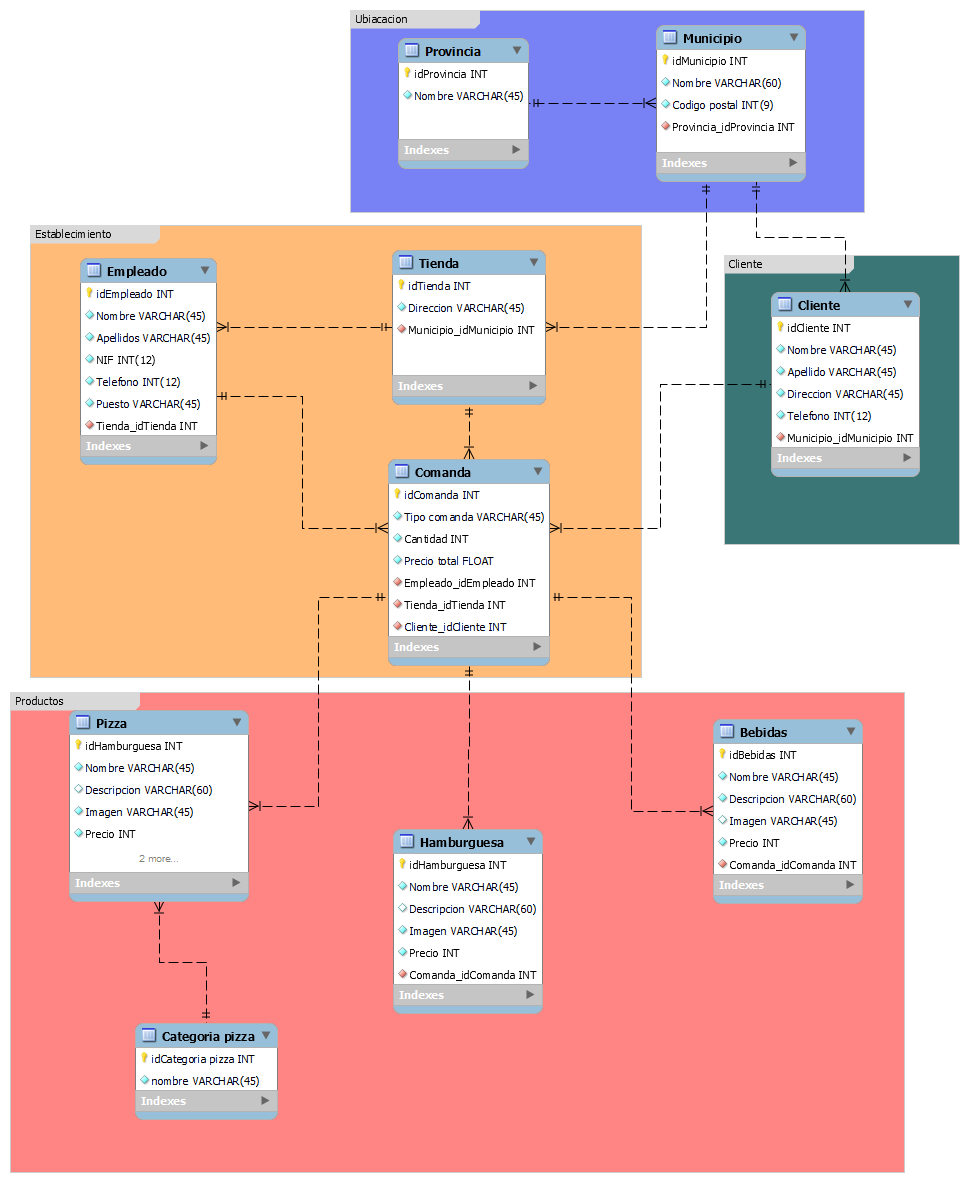 Ubiacacion
Provincia
idProvincia INT
Nombre VARCHAR(45)
Indexes
Municipio
idMunicipio INT
Nombre VARCHAR(60)
Codigo postal INT(9)
Provincia_idProvincia INT
Indexes
Establecimiento
Empleado
idEmpleado INT
Nombre VARCHAR(45)
Apellidos VARCHAR(45)
NIF INT(12)
Telefono INT(12)
Puesto VARCHAR(45)
Tienda_idTienda INT
Indexes
Tienda
idTienda INT
Direccion VARCHAR(45)
Municipio_idMunicipio INT
Indexes
Cliente
Cliente
idCliente INT
Nombre VARCHAR(45)
Apellido VARCHAR(45)
Direccion VARCHAR(45)
Telefono INT(12)
Municipio_idMunicipio INT
Indexes
Comanda
idComanda INT
Tipo comanda VARCHAR(45)
Cantidad INT
Precio total FLOAT
Empleado_idEmpleado INT
Tienda_idTienda INT
Cliente_idCliente INT
Indexes
Productos
Pizza
idHamburguesa INT
Nombre VARCHAR(45)
Descripcion VARCHAR(60)
Imagen VARCHAR(45)
Precio INT
2 more...
Indexes
Hamburguesa
idHamburguesa INT
Nombre VARCHAR(45)
Descripcion VARCHAR(60)
Imagen VARCHAR(45)
Precio INT
Comanda_idComanda INT
Indexes
Bebidas
idBebidas INT
Nombre VARCHAR(45)
Descripcion VARCHAR(60)
Imagen VARCHAR(45)
Precio INT
Comanda_idComanda INT
Indexes
Categoria pizza
idCategoria pizza INT
nombre VARCHAR(45)
Indexes